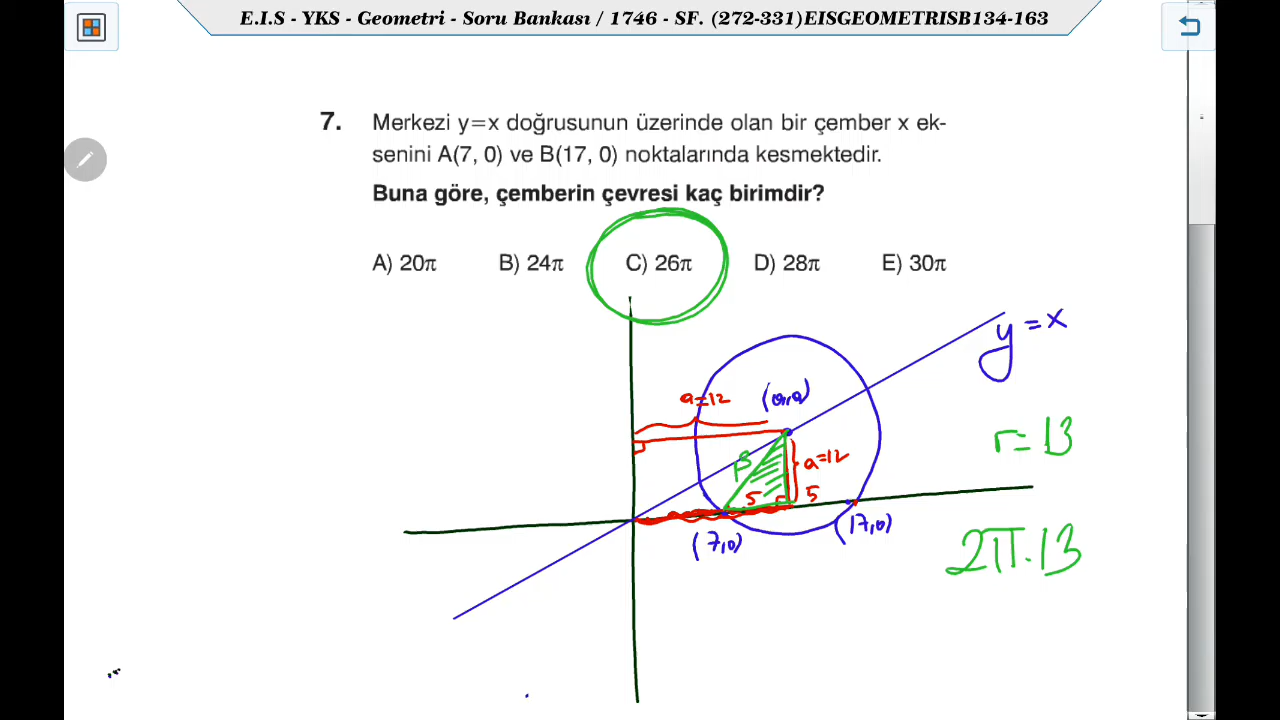 E.I.S - YKS - Geometri - Soru Bankası / 1746 - SF. (272-331)EISGEOMETRISB134-163
7. Merkezi y=x doğrusunun üzerinde olan bir çember x ek-
senini A(7, 0) ve B(17, 0) noktalarında kesmektedir.
Buna göre, çemberin çevresi kaç birimdir?
A) 20π B) 24π C) 26π D) 28π E) 30π
y = x
a=12 (a,a)
r=13
13 a=12
5 5
(7,0) (17,0)
2π.13